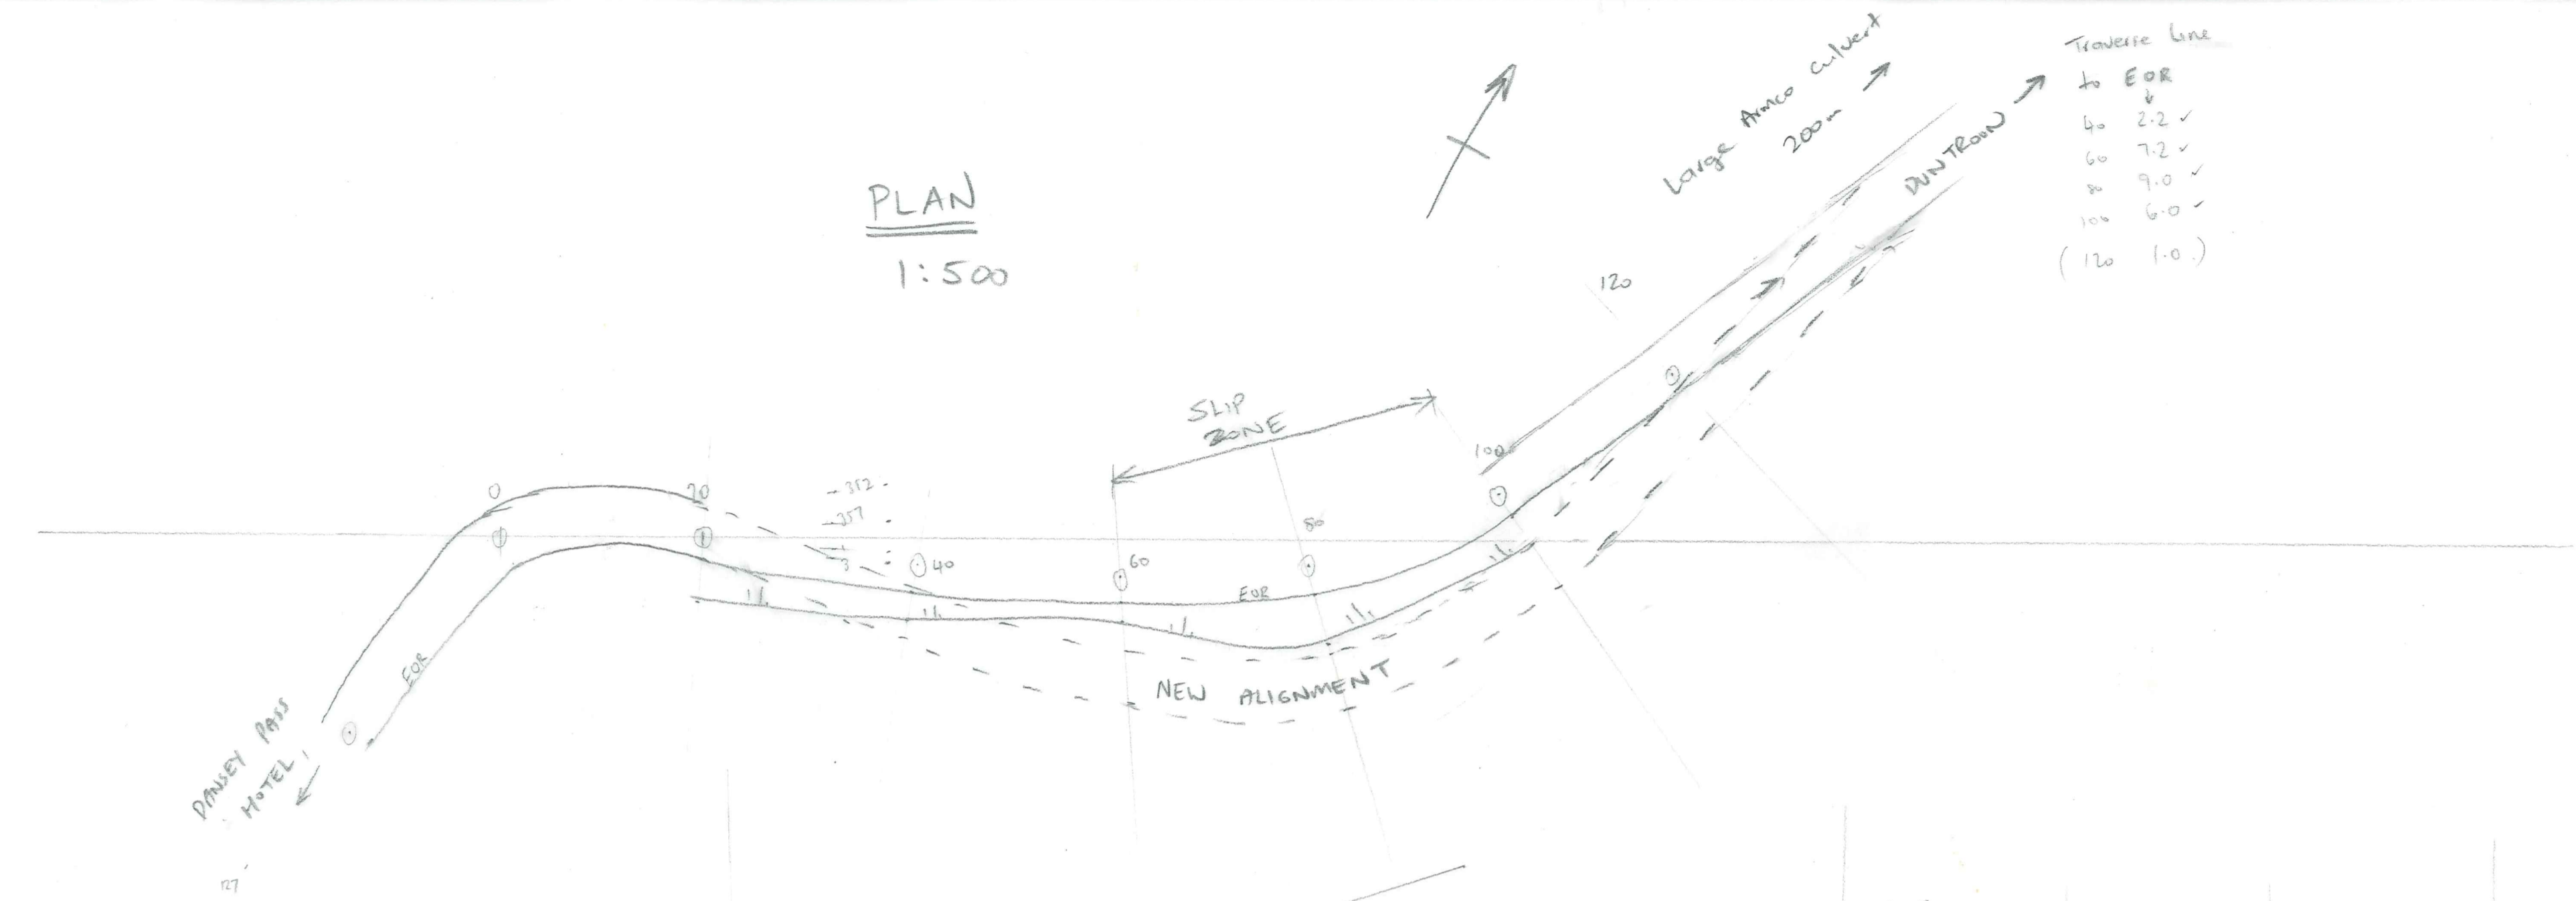 PLAN
1:500
Large Armco culvert
200m
DUNTROON
Traverse Line
to EOR
40 2.2 ✓
60 7.2 ✓
80 9.0 ✓
100 6.0 ✓
(120 1.0)
120
100
SLIP
ZONE
0
20
40
60
80
EOR
NEW ALIGNMENT
EOR
DANSEY PASS
HOTEL
127